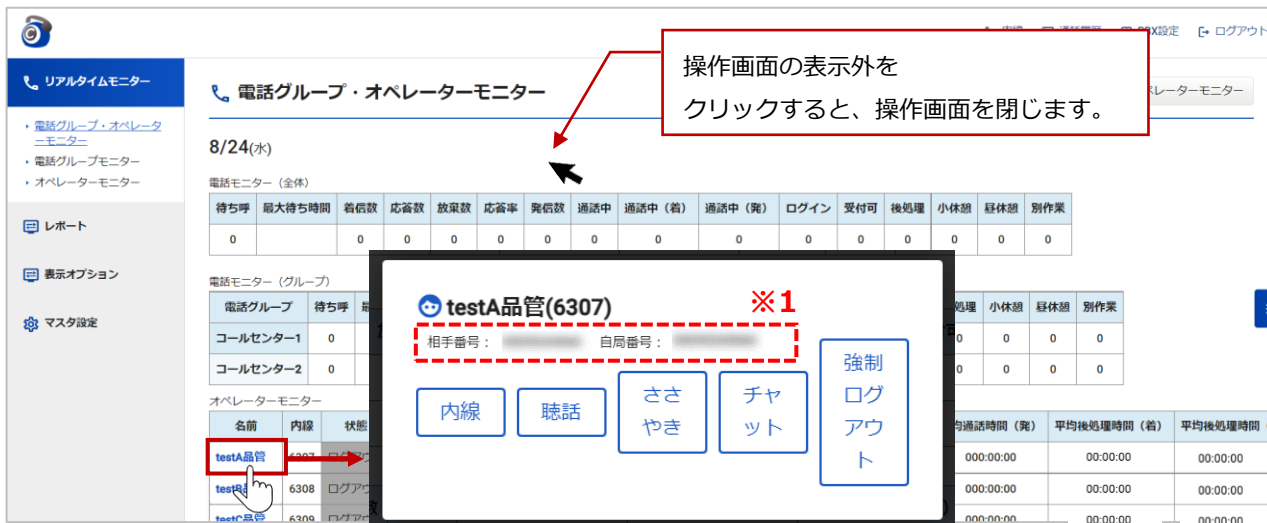 PBX設定 ログアウト
リアルタイムモニター
電話グループ・オペレータ
ーモニター
電話グループモニター
オペレーターモニター
レポート
表示オプション
マスタ設定
電話グループ・オペレーターモニター
レーターモニター
操作画面の表示外を
クリックすると、操作画面を閉じます。
8/24(水)
電話モニター（全体）
待ち呼 最大待ち時間 着信数 応答数 放棄数 応答率 発信数 通話中 通話中（着） 通話中（発） ログイン 受付可 後処理 小休憩 昼休憩 別作業
0 0 0 0 0 0 0 0 0 0 0 0 0 0 0
電話モニター（グループ）
電話グループ 待ち呼 処理 小休憩 昼休憩 別作業
コールセンター1 0 0 0 0 0
コールセンター2 0 0 0 0 0
testA品管(6307) ※1
相手番号： 自局番号：
内線
聴話
ささ
やき
チャ
ット
強制
ログ
アウ
ト
オペレーターモニター
名前 内線 状態 通話時間（発） 平均後処理時間（着） 平均後処理時間
testA品管 6307 ログアウ 000:00:00 00:00:00 00:00:00
testB 6308 ログアウ 000:00:00 00:00:00 00:00:00
testC品管 6309 ログアウ 000:00:00 00:00:00 00:00:00